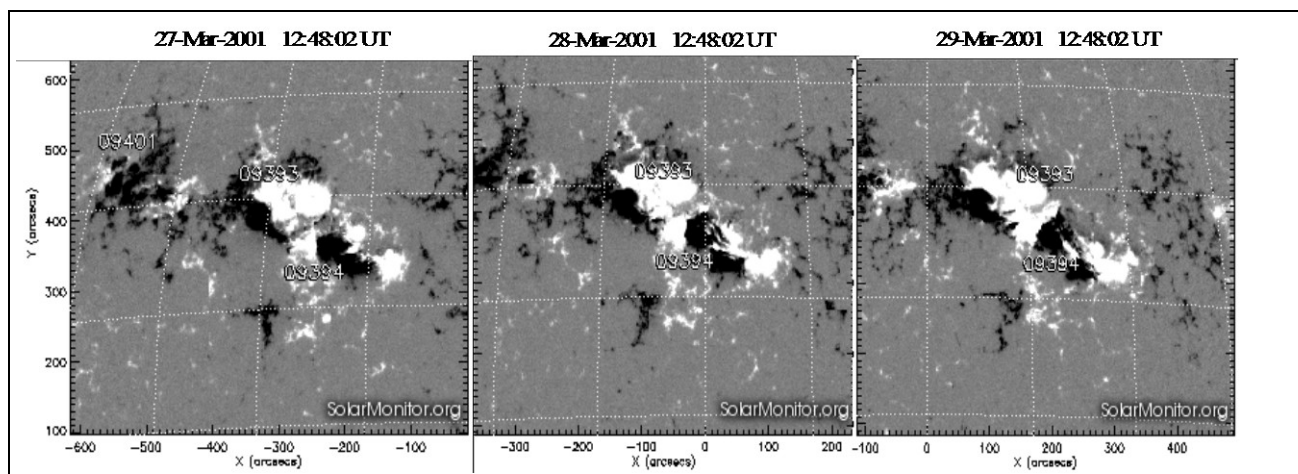 27-Mar-2001 12:48:02 UT
28-Mar-2001 12:48:02 UT
29-Mar-2001 12:48:02 UT
600
500
400
300
200
100
Y (arcsecs)
09401
09393
09394
SolarMonitor.org
-600 -500 -400 -300 -200 -100
X (arcsecs)
09393
09394
SolarMonitor.org
-300 -200 -100 0 100 200
X (arcsecs)
09393
09394
SolarMonitor.org
-100 0 100 200 300 400
X (arcsecs)